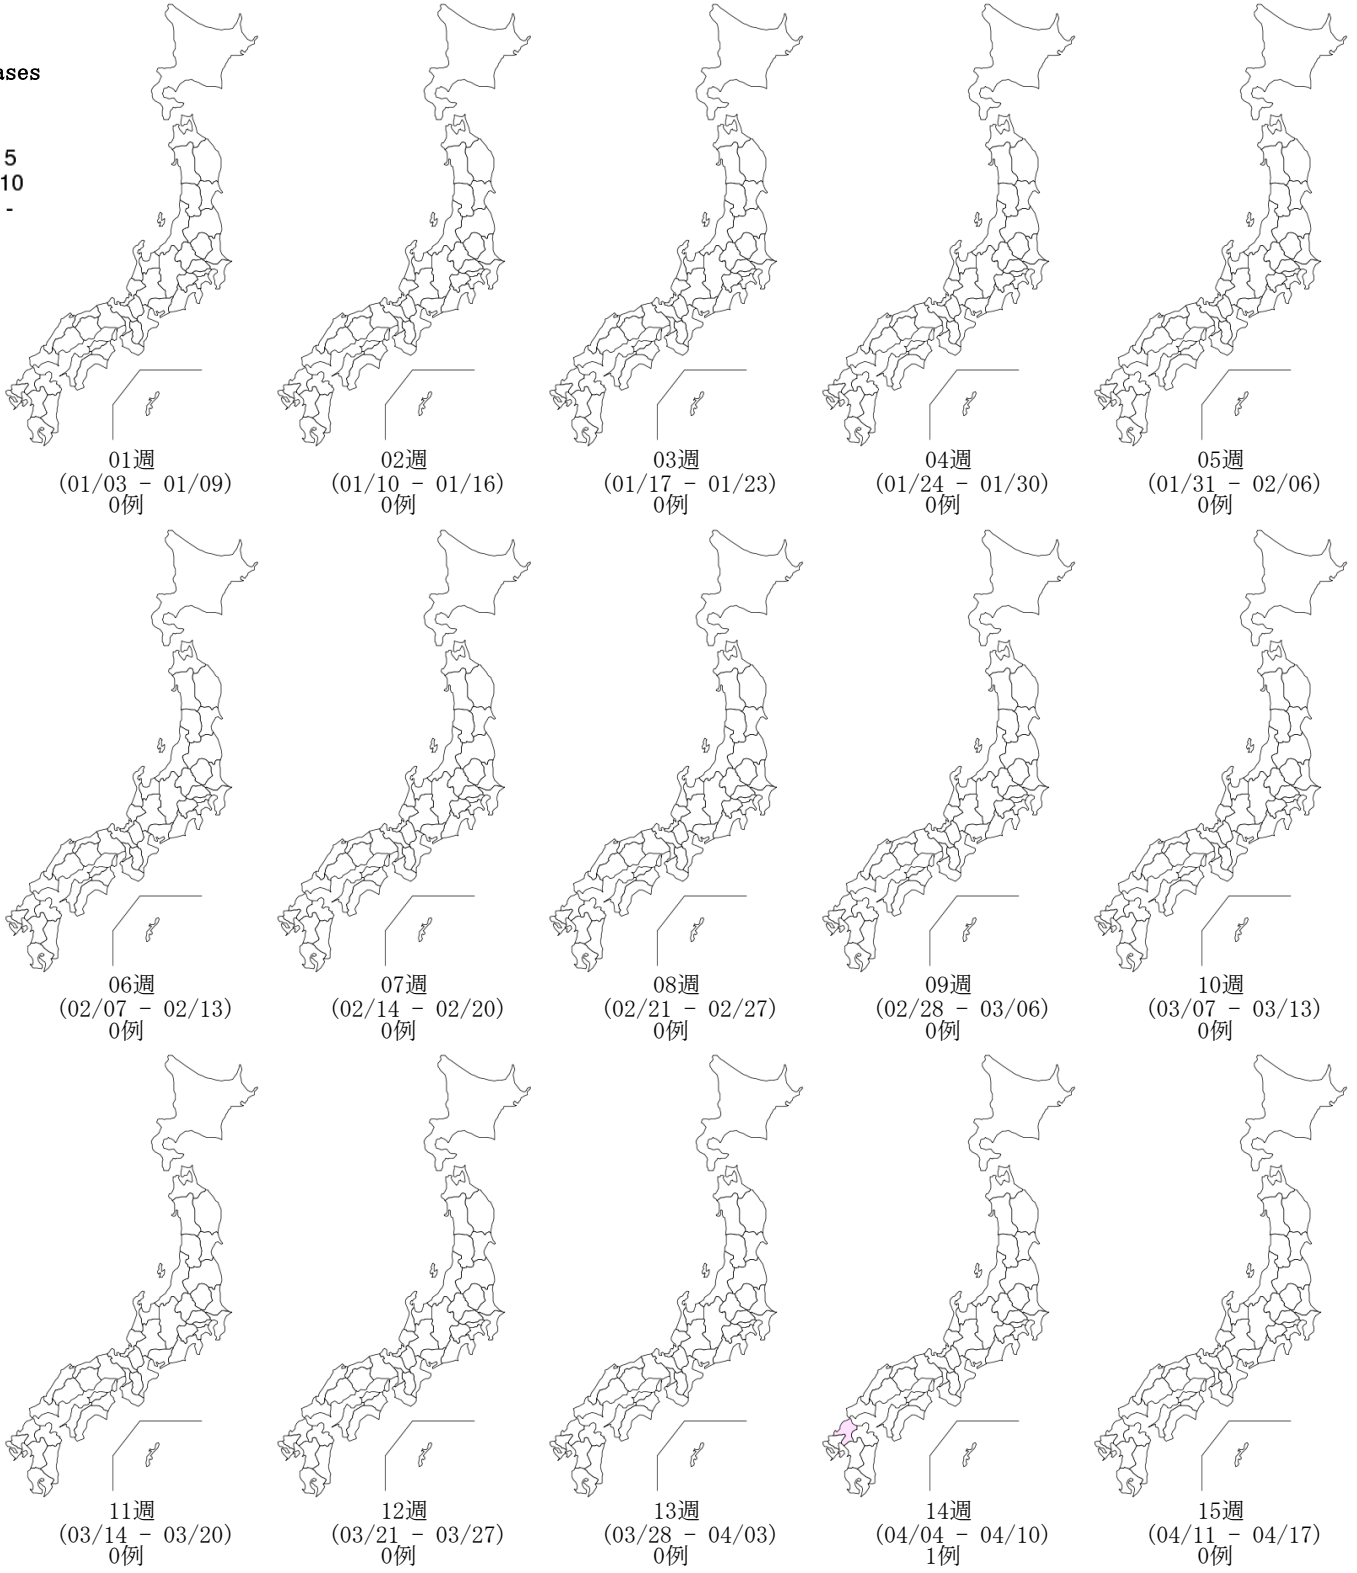 ases
5
10
-
01週
(01/03 - 01/09)
0例
02週
(01/10 - 01/16)
0例
03週
(01/17 - 01/23)
0例
04週
(01/24 - 01/30)
0例
05週
(01/31 - 02/06)
0例
06週
(02/07 - 02/13)
0例
07週
(02/14 - 02/20)
0例
08週
(02/21 - 02/27)
0例
09週
(02/28 - 03/06)
0例
10週
(03/07 - 03/13)
0例
11週
(03/14 - 03/20)
0例
12週
(03/21 - 03/27)
0例
13週
(03/28 - 04/03)
0例
14週
(04/04 - 04/10)
1例
15週
(04/11 - 04/17)
0例